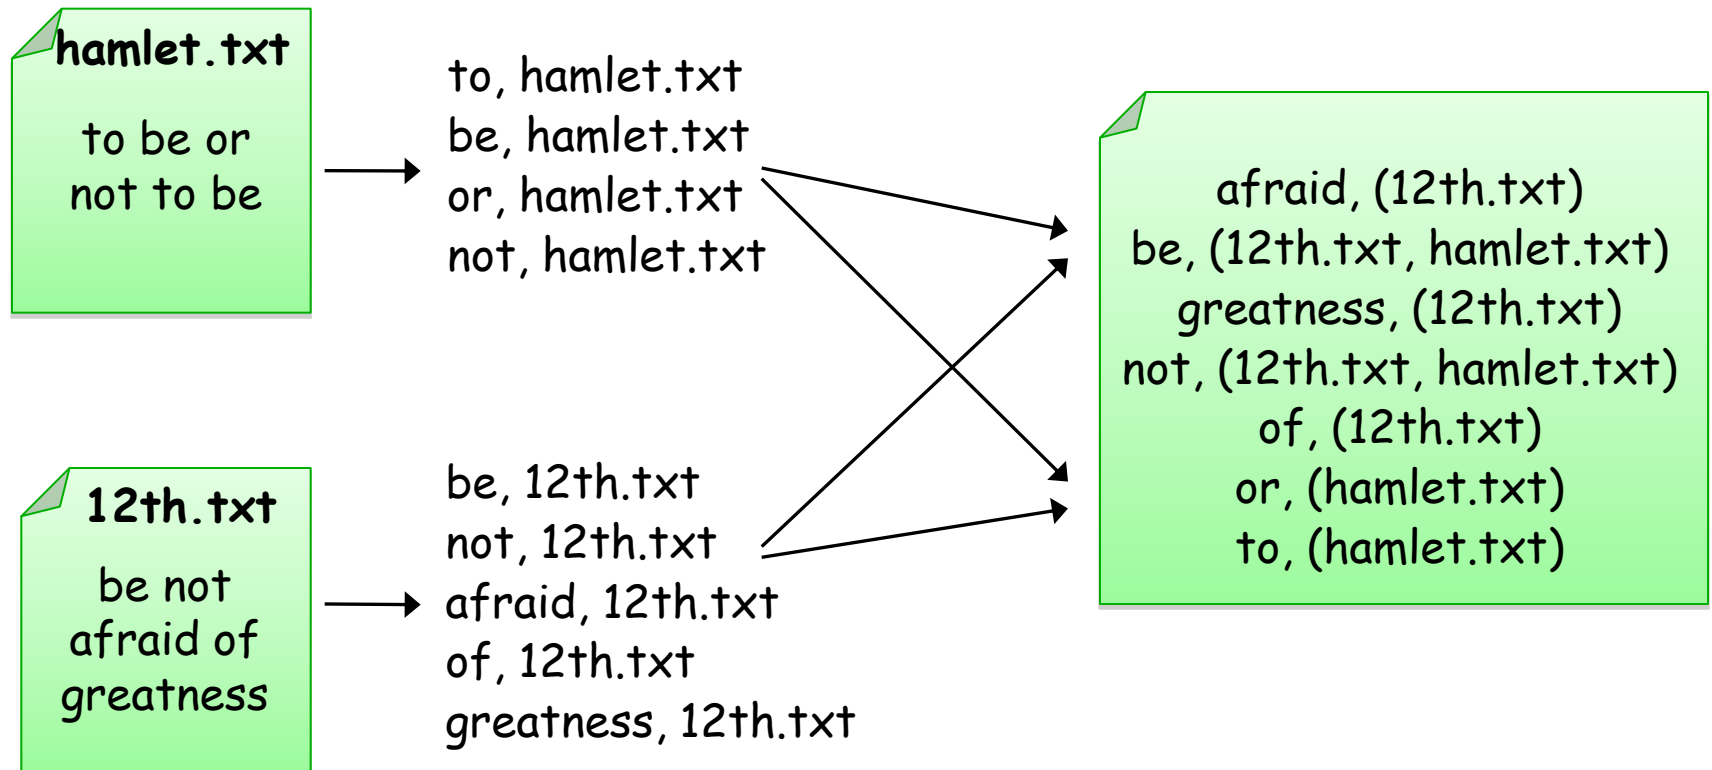 hamlet.txt
to be or
not to be
to, hamlet.txt
be, hamlet.txt
or, hamlet.txt
not, hamlet.txt
12th.txt
be not
afraid of
greatness
be, 12th.txt
not, 12th.txt
afraid, 12th.txt
of, 12th.txt
greatness, 12th.txt
afraid, (12th.txt)
be, (12th.txt, hamlet.txt)
greatness, (12th.txt)
not, (12th.txt, hamlet.txt)
of, (12th.txt)
or, (hamlet.txt)
to, (hamlet.txt)